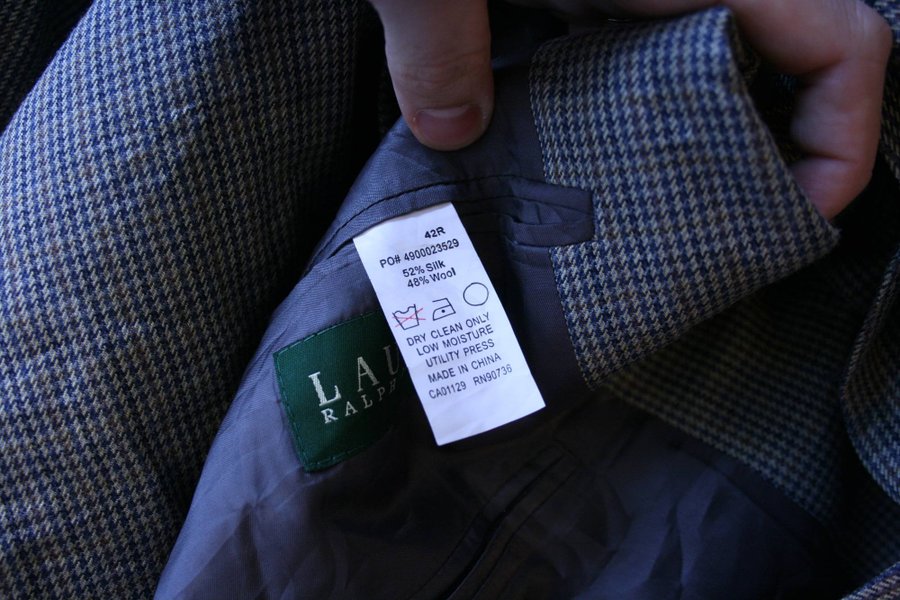 42R
PO# 4900023529
52% Silk
48% Wool
DRY CLEAN ONLY
LOW MOISTURE
UTILITY PRESS
MADE IN CHINA
CA01129 RN90736
LAU
RALPH